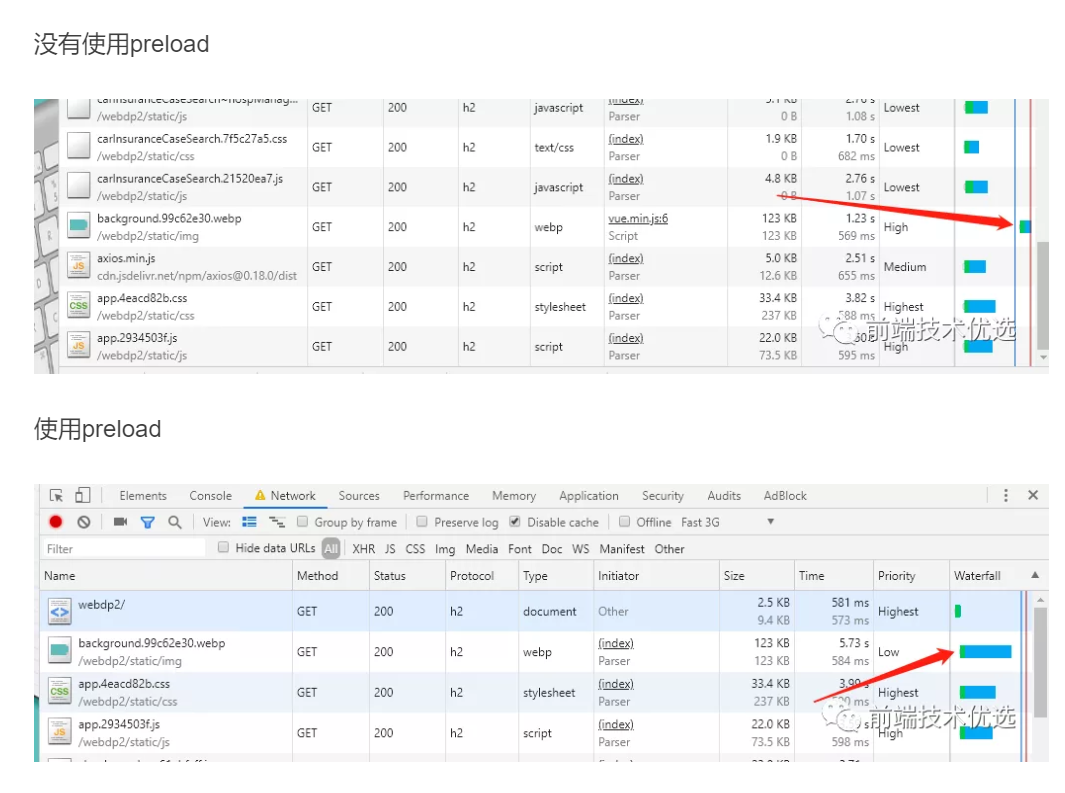 没有使用preload
/webdp2/static/js GET 200 h2 javascript (index) Parser 0 B 1.08 s Lowest
carInsuranceCaseSearch.7f5c27a5.css 1.9 KB 1.70 s
/webdp2/static/css GET 200 h2 text/css (index) Parser 0 B 682 ms Lowest
carInsuranceCaseSearch.21520ea7.js 4.8 KB 2.76 s
/webdp2/static/js GET 200 h2 javascript (index) Parser 0 B 1.07 s Lowest
background.99c62e30.webp 123 KB 1.23 s
/webdp2/static/img GET 200 h2 webp vue.min.js:6 Script 123 KB 569 ms High
axios.min.js 5.0 KB 2.51 s
cdn.jsdelivr.net/npm/axios@0.18.0/dist GET 200 h2 script (index) Parser 12.6 KB 655 ms Medium
app.4eacd82b.css 33.4 KB 3.82 s
/webdp2/static/css GET 200 h2 stylesheet (index) Parser 237 KB 588 ms Highest
app.2934503f.js 22.0 KB
/webdp2/static/js GET 200 h2 script (index) Parser 73.5 KB 595 ms High
前端技术优选
使用preload
Elements Console Network Sources Performance Memory Application Security Audits AdBlock
View: Group by frame Preserve log Disable cache Offline Fast 3G
Filter Hide data URLs All XHR JS CSS Img Media Font Doc WS Manifest Other
Name Method Status Protocol Type Initiator Size Time Priority Waterfall
webdp2/ GET 200 h2 document Other 2.5 KB 581 ms Highest
9.4 KB 573 ms
background.99c62e30.webp (index) 123 KB 5.73 s
/webdp2/static/img GET 200 h2 webp Parser 123 KB 584 ms Low
app.4eacd82b.css (index) 33.4 KB 3.99 s
/webdp2/static/css GET 200 h2 stylesheet Parser 237 KB Highest
app.2934503f.js (index) 22.0 KB
/webdp2/static/js GET 200 h2 script Parser 73.5 KB 598 ms High
前端技术优选